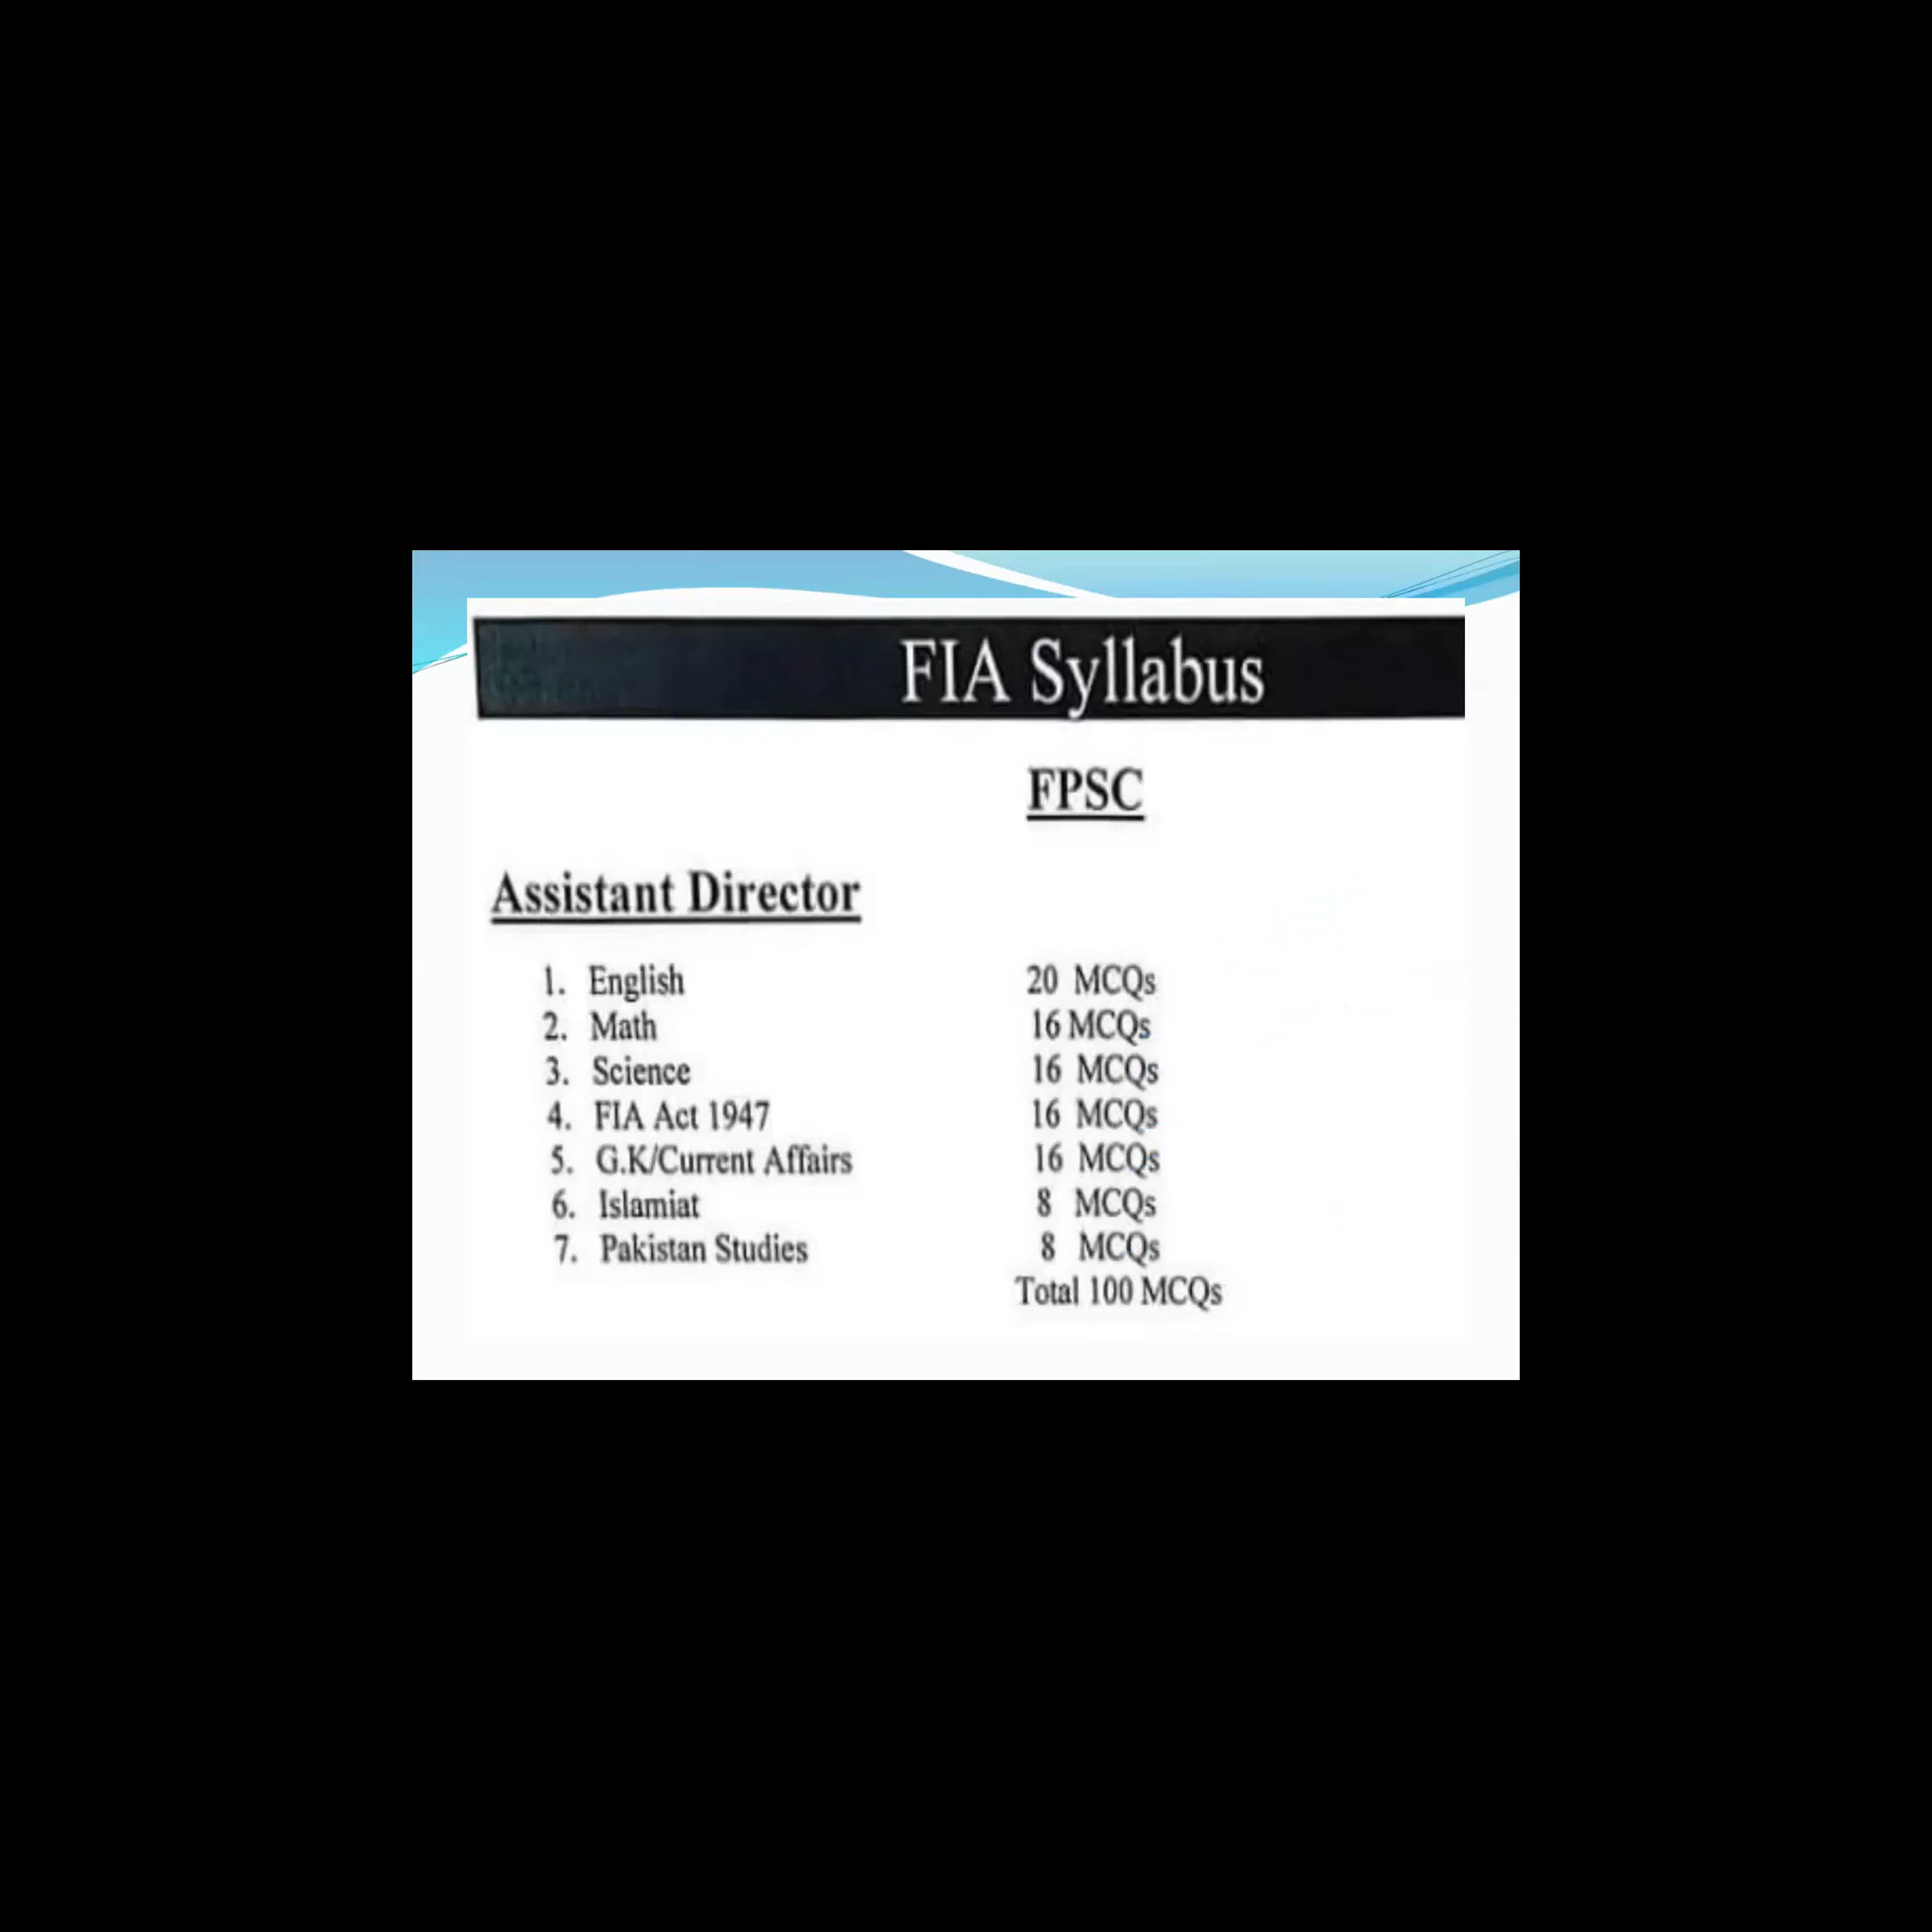 FIA Syllabus
FPSC
Assistant Director
1. English 20 MCQs
2. Math 16 MCQs
3. Science 16 MCQs
4. FIA Act 1947 16 MCQs
5. G.K/Current Affairs 16 MCQs
6. Islamiat 8 MCQs
7. Pakistan Studies 8 MCQs
Total 100 MCQs